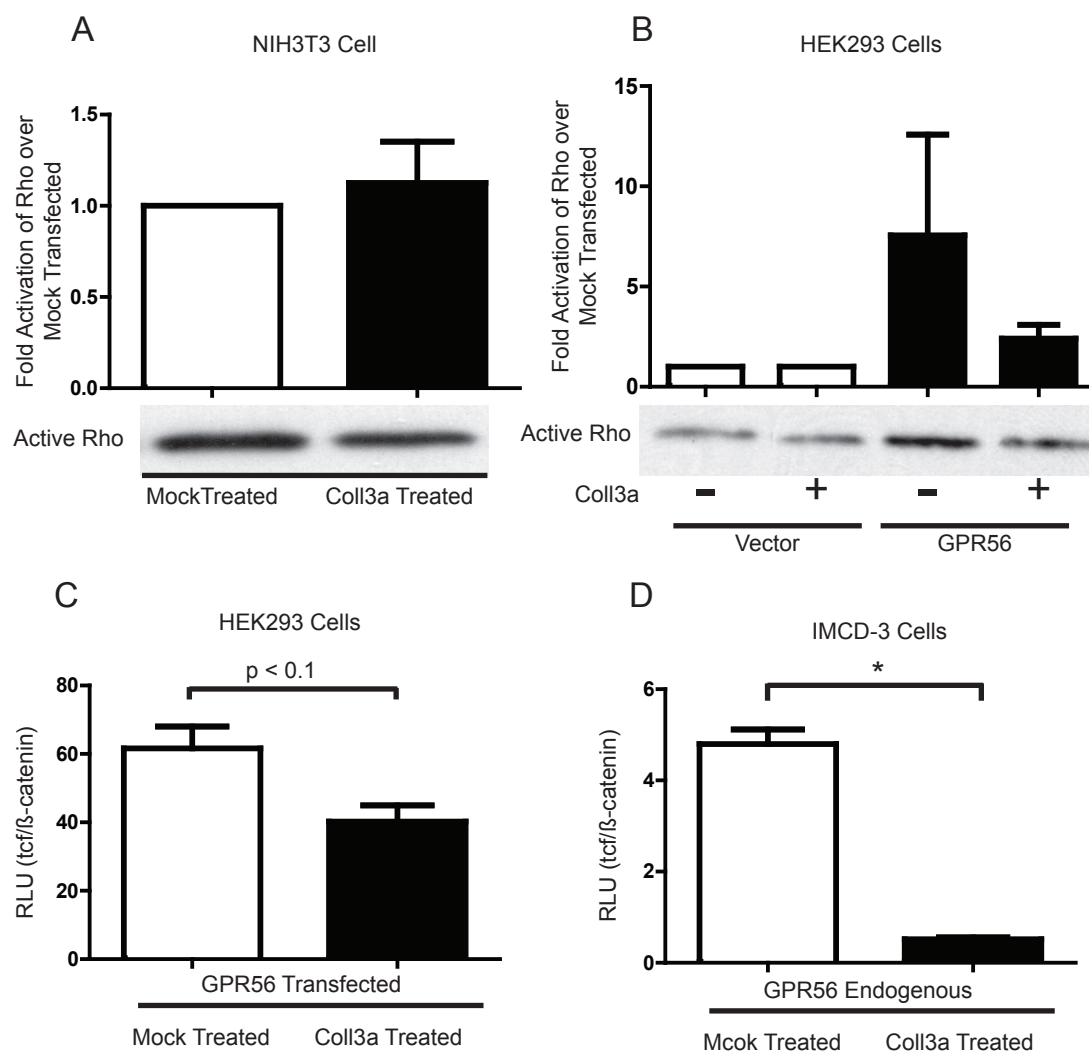 A
NIH3T3 Cell
Fold Activation of Rho over
Mock Transfected
1.5
1.0
0.5
0.0
Active Rho
MockTreated
Coll3a Treated
B
HEK293 Cells
Fold Activation of Rho over
Mock Transfected
15
10
5
0
Active Rho
Coll3a
- + - +
Vector
GPR56
C
HEK293 Cells
p < 0.1
RLU (tcf/ß-catenin)
80
60
40
20
0
GPR56 Transfected
Mock Treated
Coll3a Treated
D
IMCD-3 Cells
*
RLU (tcf/ß-catenin)
6
4
2
0
GPR56 Endogenous
Mcok Treated
Coll3a Treated